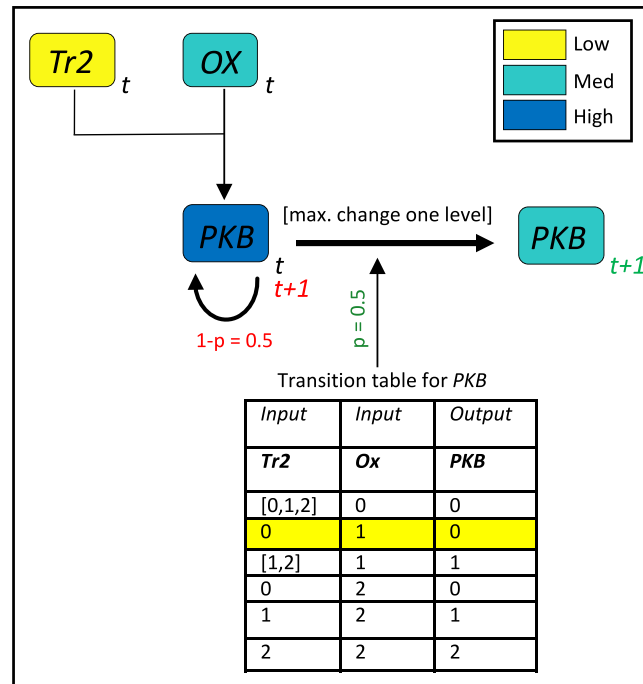 Tr2 t OX t
Low
Med
High
[max. change one level]
PKB t t+1
PKB t+1
1-p = 0.5
p = 0.5
Transition table for PKB
Input Input Output
Tr2 Ox PKB
[0,1,2] 0 0
0 1 0
[1,2] 1 1
0 2 0
1 2 1
2 2 2